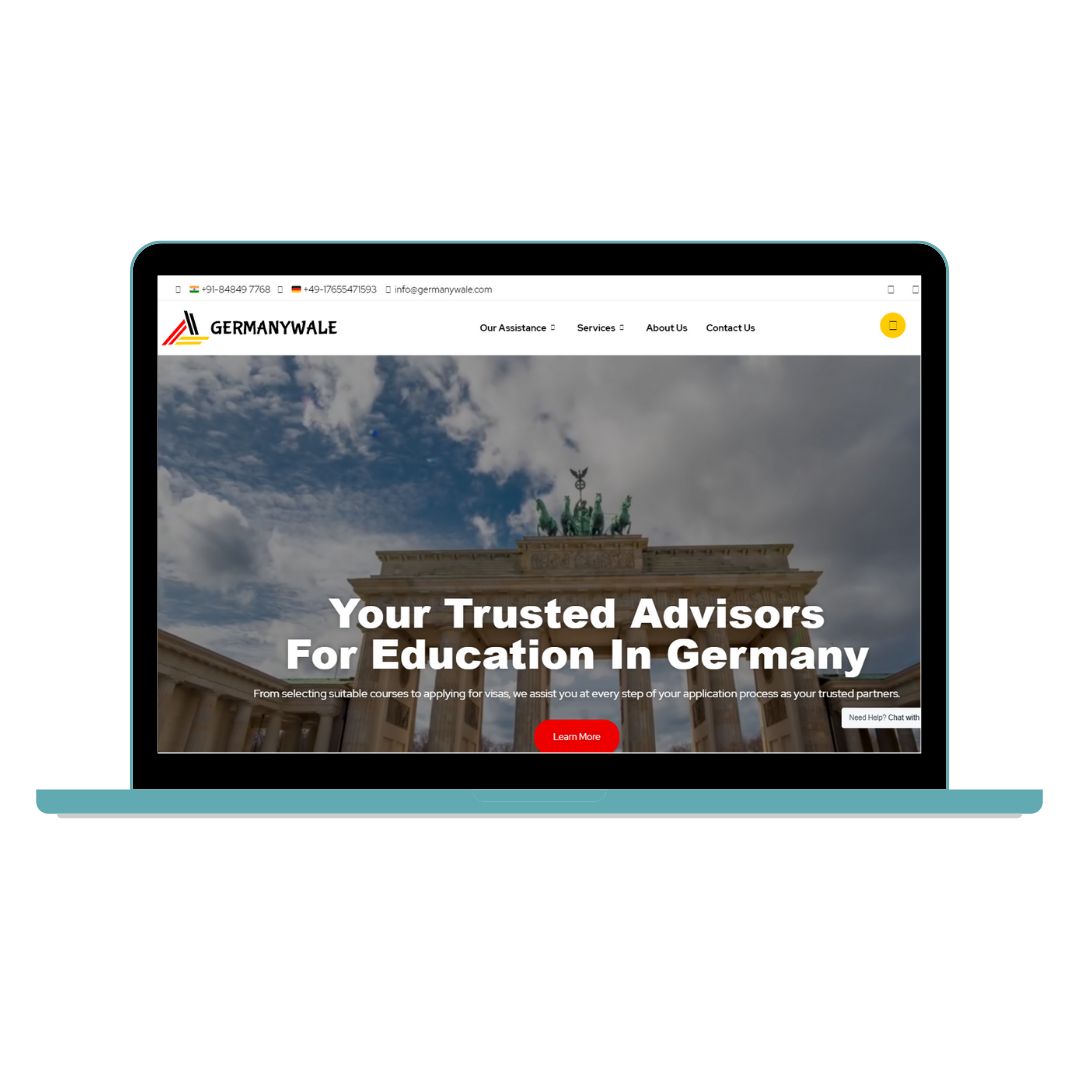 +91-84849 7768 +49-17655471593 info@germanywale.com
GERMANYWALE
Our Assistance Services About Us Contact Us
Your Trusted Advisors
For Education In Germany
From selecting suitable courses to applying for visas, we assist you at every step of your application process as your trusted partners.
Need Help? Chat with
Learn More